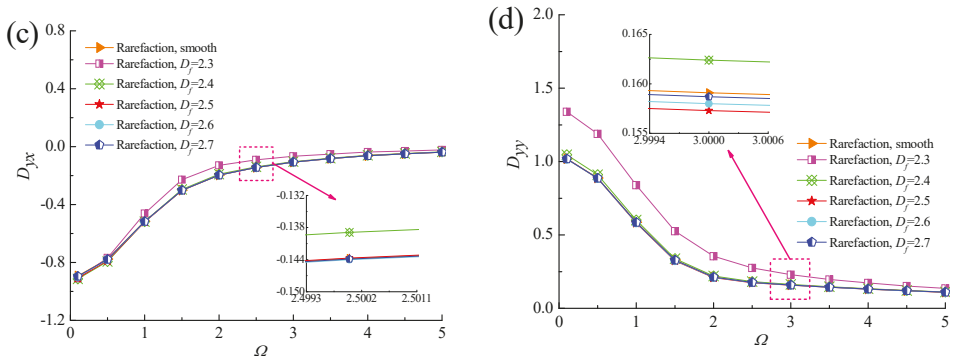 (c)
0.8
0.4
0.0
-0.4
-0.8
-1.2
Dyx
Rarefaction, smooth
Rarefaction, Df=2.3
Rarefaction, Df=2.4
Rarefaction, Df=2.5
Rarefaction, Df=2.6
Rarefaction, Df=2.7
-0.132
-0.138
-0.144
-0.150
2.4993 2.5002 2.5011
0 1 2 3 4 5
Ω
(d)
2.0
1.5
1.0
0.5
0.0
Dyy
0.165
0.160
0.155
2.9994 3.0000 3.0006
Rarefaction, smooth
Rarefaction, Df=2.3
Rarefaction, Df=2.4
Rarefaction, Df=2.5
Rarefaction, Df=2.6
Rarefaction, Df=2.7
0 1 2 3 4 5
Ω